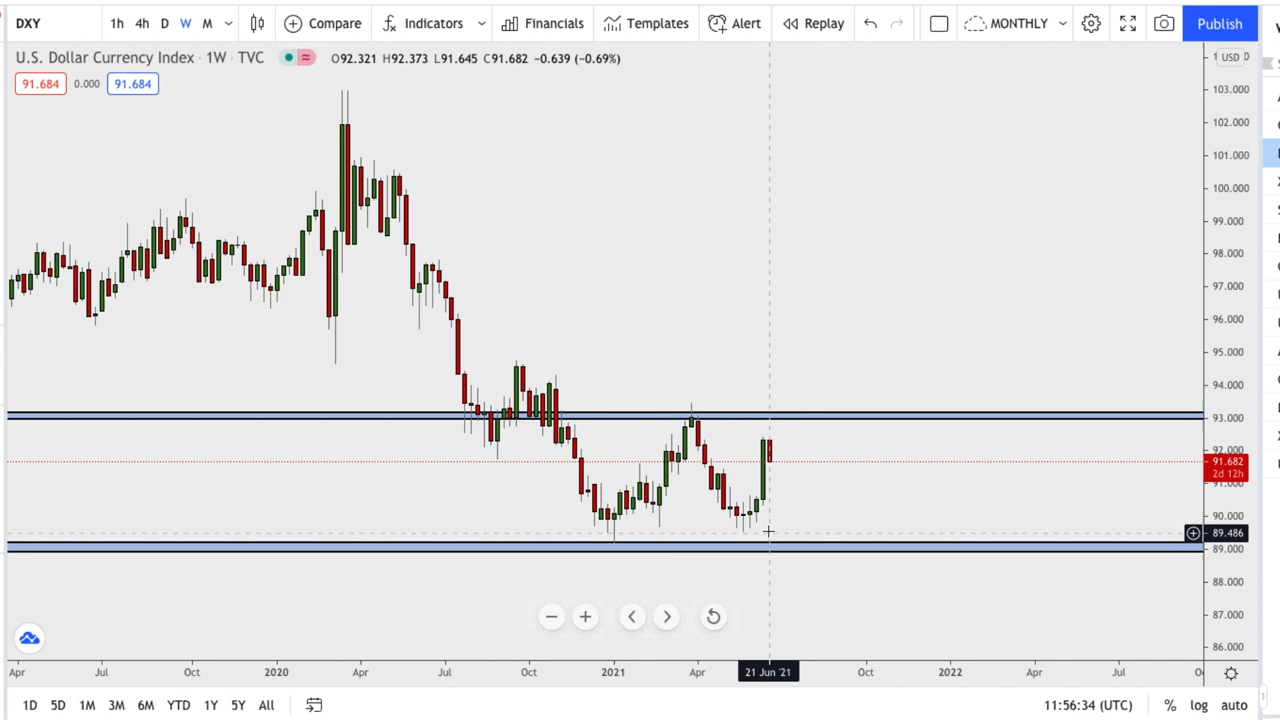 DXY 1h 4h D W M Compare Indicators Financials Templates Alert Replay MONTHLY Publish
U.S. Dollar Currency Index · 1W · TVC O92.321 H92.373 L91.645 C91.682 −0.639 (−0.69%)
91.684 0.000 91.684
USD
103.000
102.000
101.000
100.000
99.000
98.000
97.000
96.000
95.000
94.000
93.000
92.000
91.682
2d 12h
91.000
90.000
89.486
89.000
88.000
87.000
86.000
Apr Jul Oct 2020 Apr Jul Oct 2021 Apr 21 Jun '21 Oct 2022 Apr Jul
1D 5D 1M 3M 6M YTD 1Y 5Y All 11:56:34 (UTC) % log auto